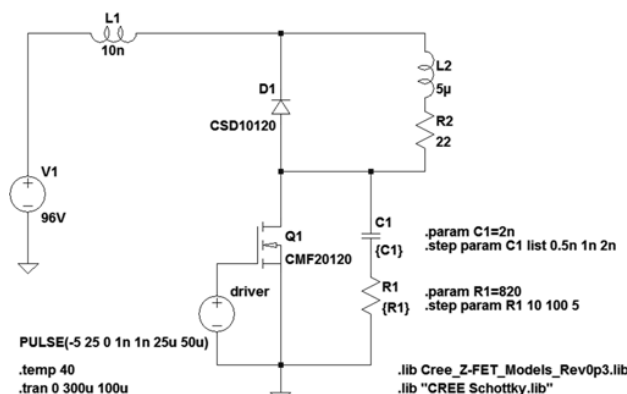 L1
10n
L2
5µ
D1
CSD10120
R2
22
V1
96V
C1
{C1}
.param C1=2n
.step param C1 list 0.5n 1n 2n
Q1
CMF20120
driver
R1
{R1}
.param R1=820
.step param R1 10 100 5
PULSE(-5 25 0 1n 1n 25u 50u)
.temp 40
.tran 0 300u 100u
.lib Cree_Z-FET_Models_Rev0p3.lib
.lib "CREE Schottky.lib"